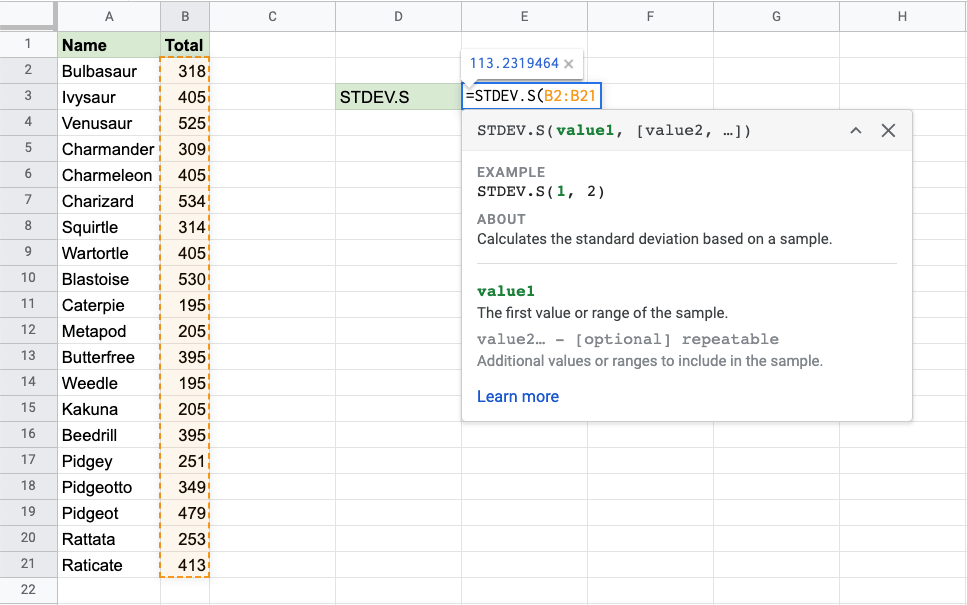 A B C D E F G H
1 Name Total
2 Bulbasaur 318 113.2319464 ×
3 Ivysaur 405 STDEV.S =STDEV.S(B2:B21
4 Venusaur 525 STDEV.S(value1, [value2, …])
5 Charmander 309
6 Charmeleon 405
7 Charizard 534
8 Squirtle 314
9 Wartortle 405
10 Blastoise 530
11 Caterpie 195
12 Metapod 205
13 Butterfree 395
14 Weedle 195
15 Kakuna 205
16 Beedrill 395
17 Pidgey 251
18 Pidgeotto 349
19 Pidgeot 479
20 Rattata 253
21 Raticate 413
22
EXAMPLE
STDEV.S(1, 2)
ABOUT
Calculates the standard deviation based on a sample.
value1
The first value or range of the sample.
value2… – [optional] repeatable
Additional values or ranges to include in the sample.
Learn more